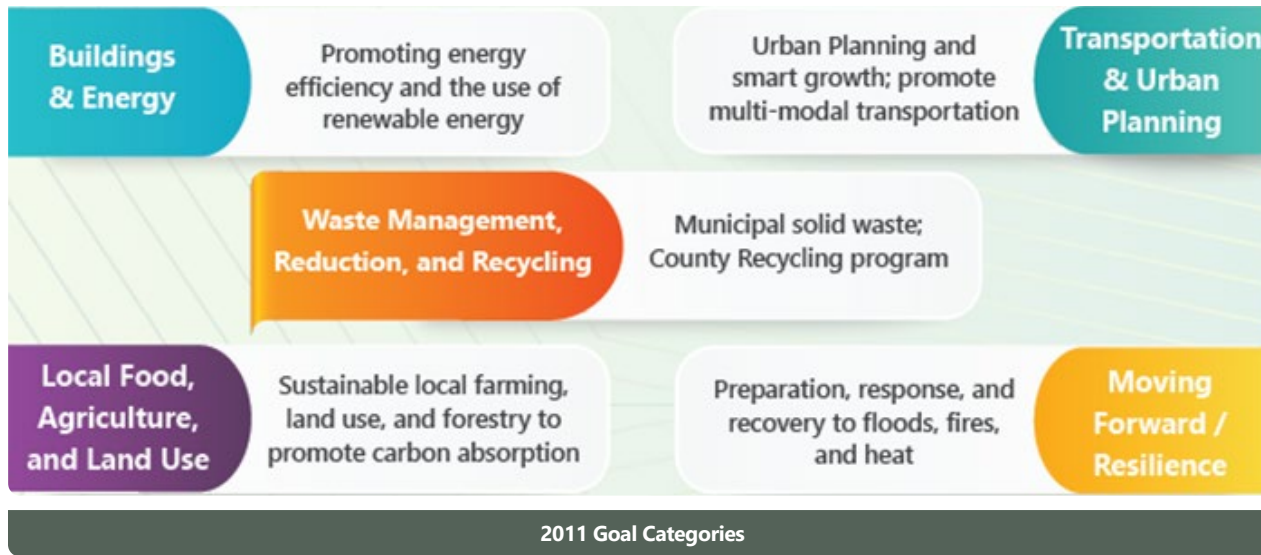 Buildings
& Energy
Promoting energy
efficiency and the use of
renewable energy
Urban Planning and
smart growth; promote
multi-modal transportation
Transportation
& Urban
Planning
Waste Management,
Reduction, and Recycling
Municipal solid waste;
County Recycling program
Local Food,
Agriculture,
and Land Use
Sustainable local farming,
land use, and forestry to
promote carbon absorption
Preparation, response, and
recovery to floods, fires,
and heat
Moving
Forward /
Resilience
2011 Goal Categories